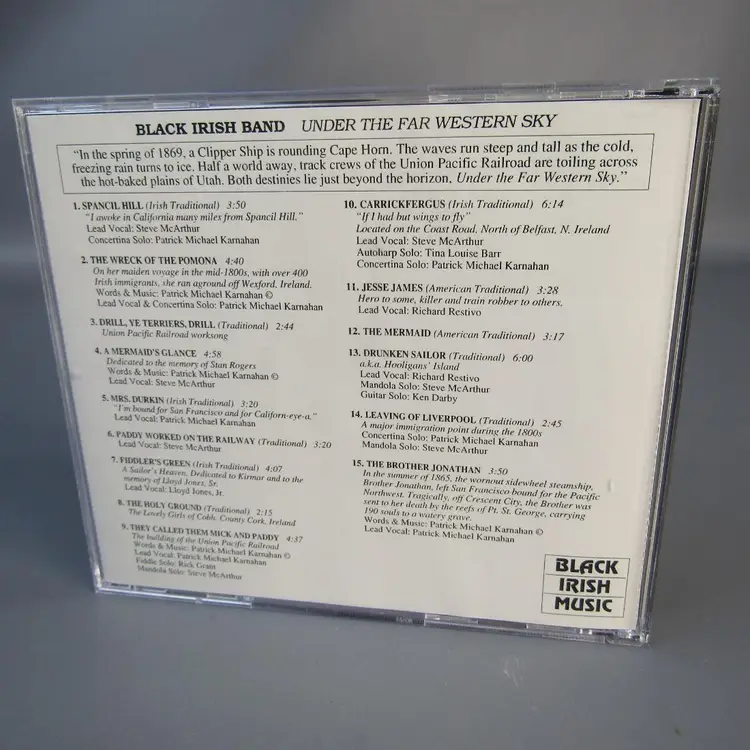 BLACK IRISH BAND UNDER THE FAR WESTERN SKY
"In the spring of 1869, a Clipper Ship is rounding Cape Horn. The waves run steep and tall as the cold,
freezing rain turns to ice. Half a world away, track crews of the Union Pacific Railroad are toiling across
the hot-baked plains of Utah. Both destinies lie just beyond the horizon, Under the Far Western Sky."
1. SPANCIL HILL (Irish Traditional) 3:50
"I awoke in California many miles from Spancil Hill."
Lead Vocal: Steve McArthur
Concertina Solo: Patrick Michael Karnahan
2. THE WRECK OF THE POMONA 4:40
On her maiden voyage in the mid-1800s, with over 400
Irish immigrants, she ran aground off Wexford, Ireland.
Words & Music: Patrick Michael Karnahan ©
Lead Vocal & Concertina Solo: Patrick Michael Karnahan
3. DRILL, YE TERRIERS, DRILL (Traditional) 2:44
Union Pacific Railroad worksong
4. A MERMAID'S GLANCE 4:58
Dedicated to the memory of Stan Rogers
Words & Music: Patrick Michael Karnahan ©
Lead Vocal: Steve McArthur
5. MRS. DURKIN (Irish Traditional) 3:20
"I'm bound for San Francisco and for Californ-eye-a."
Lead Vocal: Patrick Michael Karnahan
6. PADDY WORKED ON THE RAILWAY (Traditional) 3:20
Lead Vocal: Steve McArthur
7. FIDDLER'S GREEN (Irish Traditional) 4:07
A Sailor's Heaven. Dedicated to Kirmar and to the
memory of Lloyd Jones, Sr.
Lead Vocal: Lloyd Jones, Jr.
8. THE HOLY GROUND (Traditional) 2:15
The Lovely Girls of Cobh, County Cork, Ireland
9. THEY CALLED THEM MICK AND PADDY 4:37
The building of the Union Pacific Railroad
Words & Music: Patrick Michael Karnahan ©
Lead Vocal: Patrick Michael Karnahan
Fiddle Solo: Rick Grant
Mandola Solo: Steve McArthur
10. CARRICKFERGUS (Irish Traditional) 6:14
"If I had but wings to fly"
Located on the Coast Road, North of Belfast, N. Ireland
Lead Vocal: Steve McArthur
Autoharp Solo: Tina Louise Barr
Concertina Solo: Patrick Michael Karnahan
11. JESSE JAMES (American Traditional) 3:28
Hero to some, killer and train robber to others.
Lead Vocal: Richard Restivo
12. THE MERMAID (American Traditional) 3:17
13. DRUNKEN SAILOR (Traditional) 6:00
a.k.a. Hooligans' Island
Lead Vocal: Richard Restivo
Mandola Solo: Steve McArthur
Guitar Solo: Ken Darby
14. LEAVING OF LIVERPOOL (Traditional) 2:45
A major immigration point during the 1800s
Concertina Solo: Patrick Michael Karnahan
Mandola Solo: Steve McArthur
15. THE BROTHER JONATHAN 3:50
In the summer of 1865, the wornout sidewheel steamship,
Brother Jonathan, left San Francisco bound for the Pacific
Northwest. Tragically, off Crescent City, the Brother was
sent to her death by the reefs of Pt. St. George, carrying
190 souls to a watery grave.
Words & Music: Patrick Michael Karnahan ©
Lead Vocal: Patrick Michael Karnahan
BLACK
IRISH
MUSIC